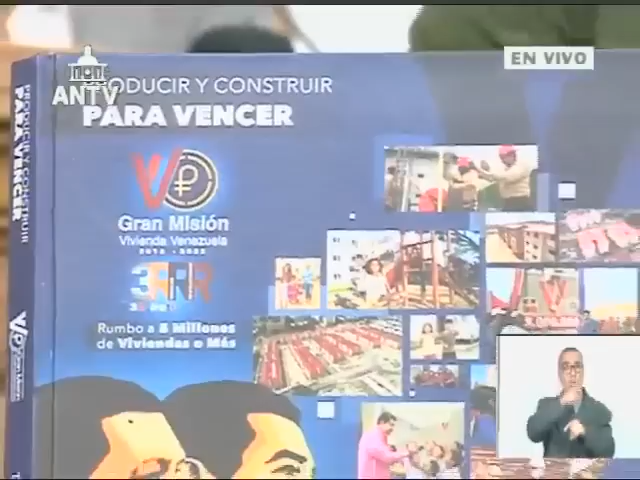 EN VIVO
ANTV
PRODUCIR Y CONSTRUIR
PARA VENCER
PRODUCIR Y CONSTRUIR
PARA VENCER
Gran Misión
Vivienda Venezuela
3RNR
Rumbo a 5 Millones
de Viviendas o Más